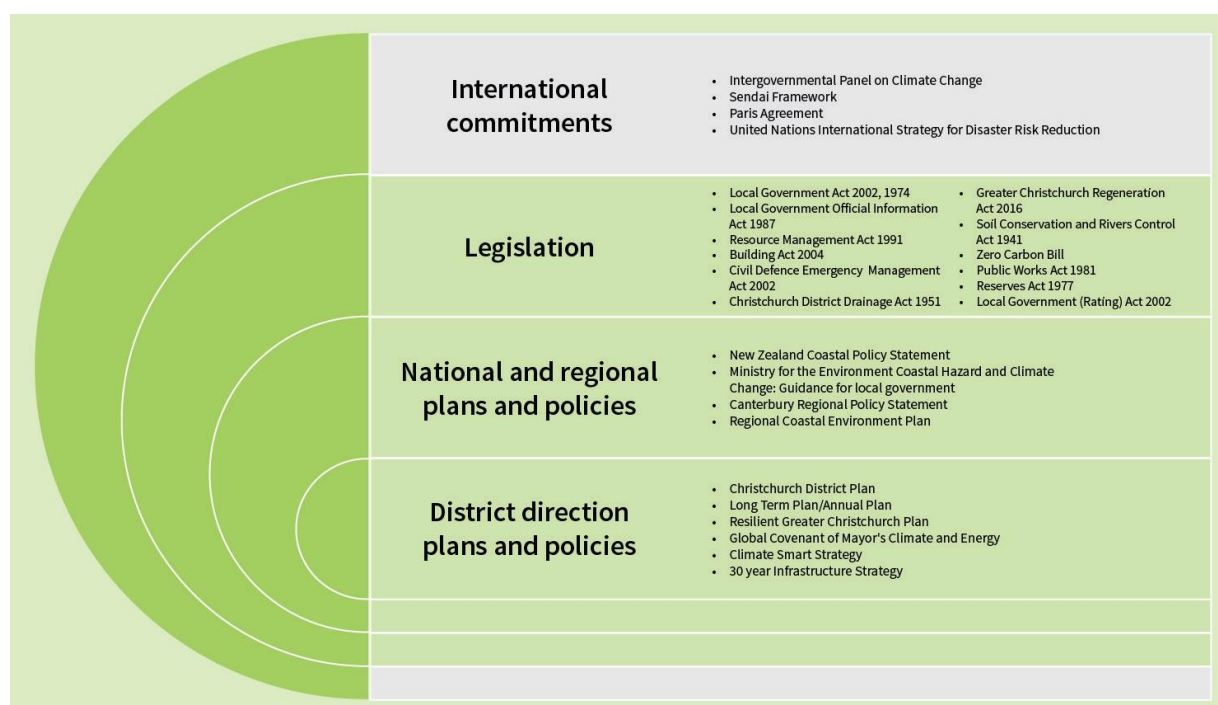 International
commitments
• Intergovernmental Panel on Climate Change
• Sendai Framework
• Paris Agreement
• United Nations International Strategy for Disaster Risk Reduction
Legislation
• Local Government Act 2002, 1974
• Local Government Official Information
Act 1987
• Resource Management Act 1991
• Building Act 2004
• Civil Defence Emergency Management
Act 2002
• Christchurch District Drainage Act 1951
• Greater Christchurch Regeneration
Act 2016
• Soil Conservation and Rivers Control
Act 1941
• Zero Carbon Bill
• Public Works Act 1981
• Reserves Act 1977
• Local Government (Rating) Act 2002
National and regional
plans and policies
• New Zealand Coastal Policy Statement
• Ministry for the Environment Coastal Hazard and Climate
Change: Guidance for local government
• Canterbury Regional Policy Statement
• Regional Coastal Environment Plan
District direction
plans and policies
• Christchurch District Plan
• Long Term Plan/Annual Plan
• Resilient Greater Christchurch Plan
• Global Covenant of Mayor's Climate and Energy
• Climate Smart Strategy
• 30 year Infrastructure Strategy